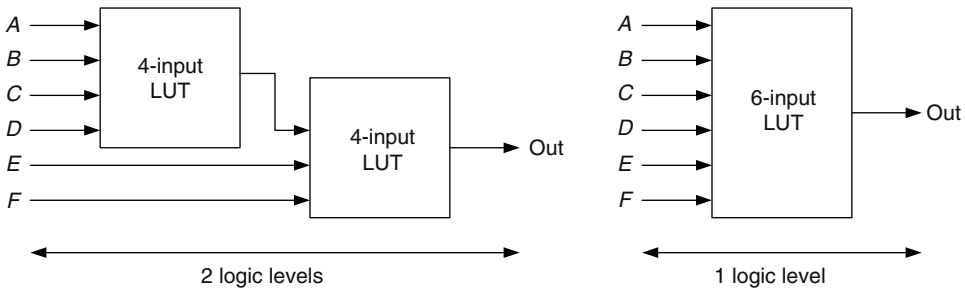 A
B
C
D
E
F
4-input
LUT
4-input
LUT
Out
2 logic levels
A
B
C
D
E
F
6-input
LUT
Out
1 logic level